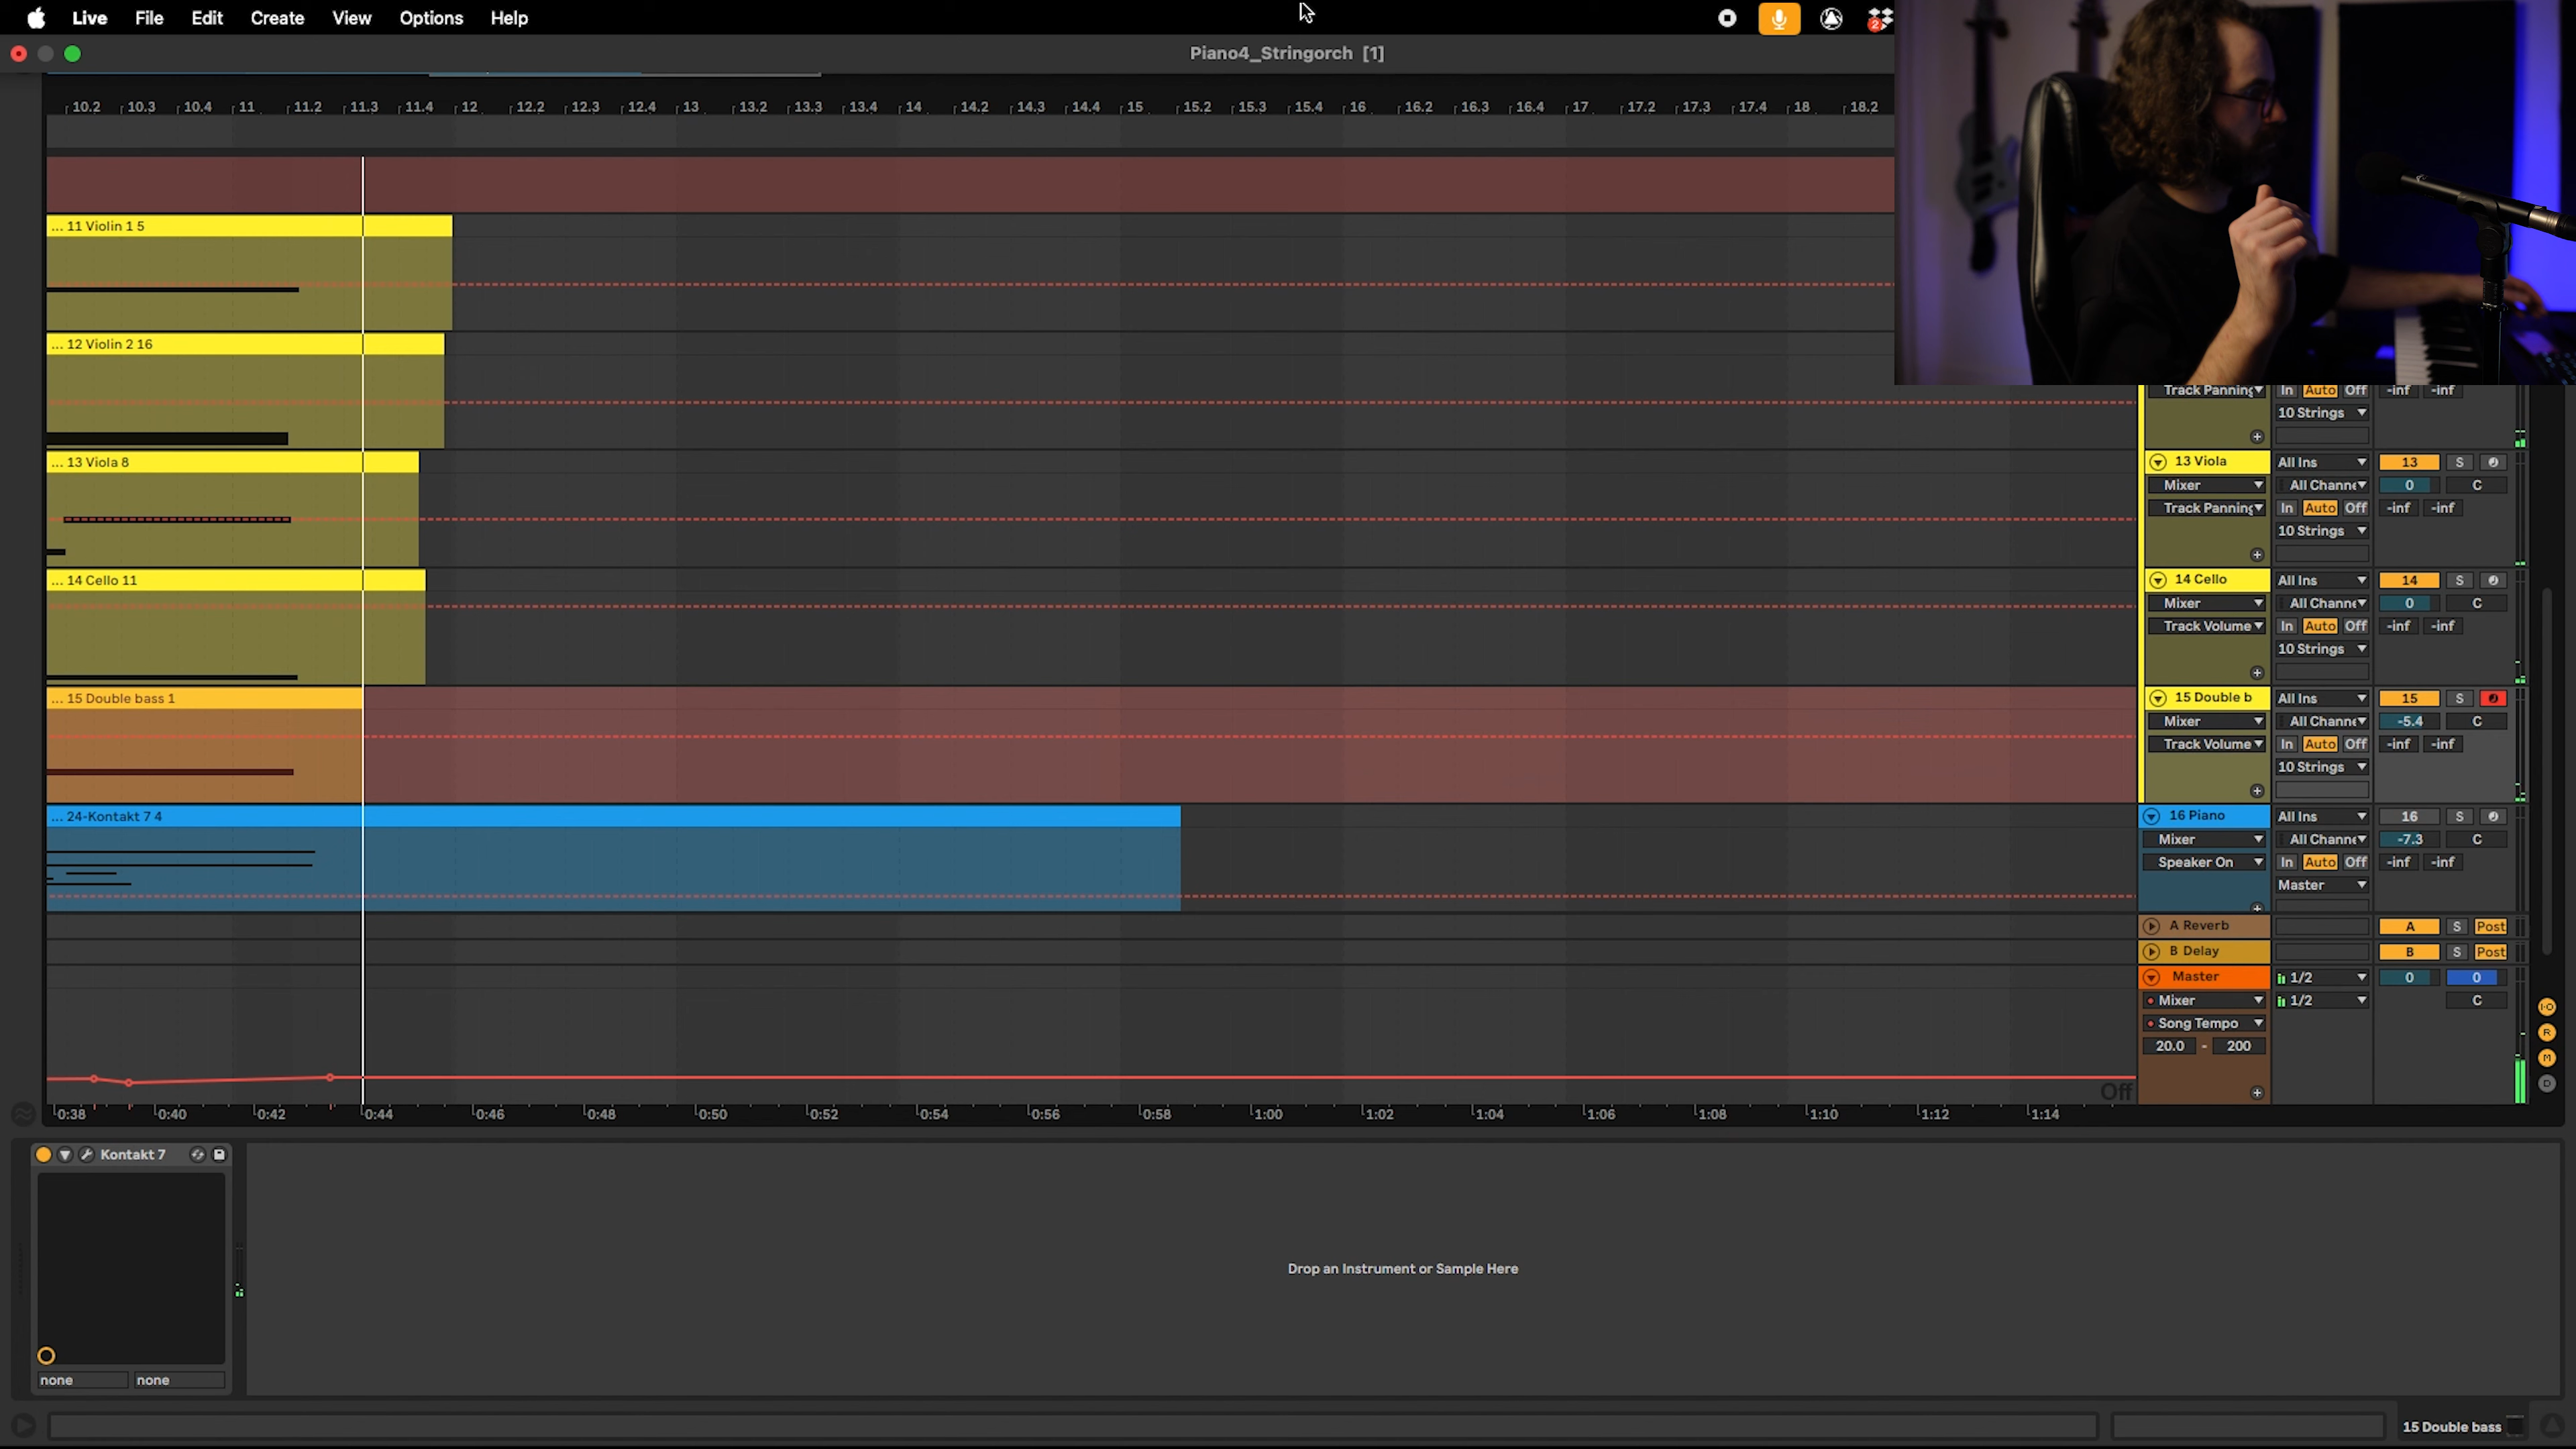 Live File Edit Create View Options Help
2
Piano4_Stringorch [1]
10.2 10.3 10.4 11 11.2 11.3 11.4 12 12.2 12.3 12.4 13 13.2 13.3 13.4 14 14.2 14.3 14.4 15 15.2 15.3 15.4 16 16.2 16.3 16.4 17 17.2 17.3 17.4 18 18.2
... 11 Violin 1 5
... 12 Violin 2 16
Track Panning In Auto Off -inf -inf
10 Strings
... 13 Viola 8
13 Viola All Ins 13 S
Mixer All Channe 0 C
Track Panning In Auto Off -inf -inf
10 Strings
... 14 Cello 11
14 Cello All Ins 14 S
Mixer All Channe 0 C
Track Volume In Auto Off -inf -inf
10 Strings
... 15 Double bass 1
15 Double b All Ins 15 S
Mixer All Channe -5.4 C
Track Volume In Auto Off -inf -inf
10 Strings
... 24-Kontakt 7 4
16 Piano All Ins 16 S
Mixer All Channe -7.3 C
Speaker On In Auto Off -inf -inf
Master
A Reverb A S Post
B Delay B S Post
Master 1/2 0 0
Mixer 1/2 C
Song Tempo
20.0 - 200
I·O
R
M
D
Off
0:38 0:40 0:42 0:44 0:46 0:48 0:50 0:52 0:54 0:56 0:58 1:00 1:02 1:04 1:06 1:08 1:10 1:12 1:14
Kontakt 7
Drop an Instrument or Sample Here
none none
15 Double bass